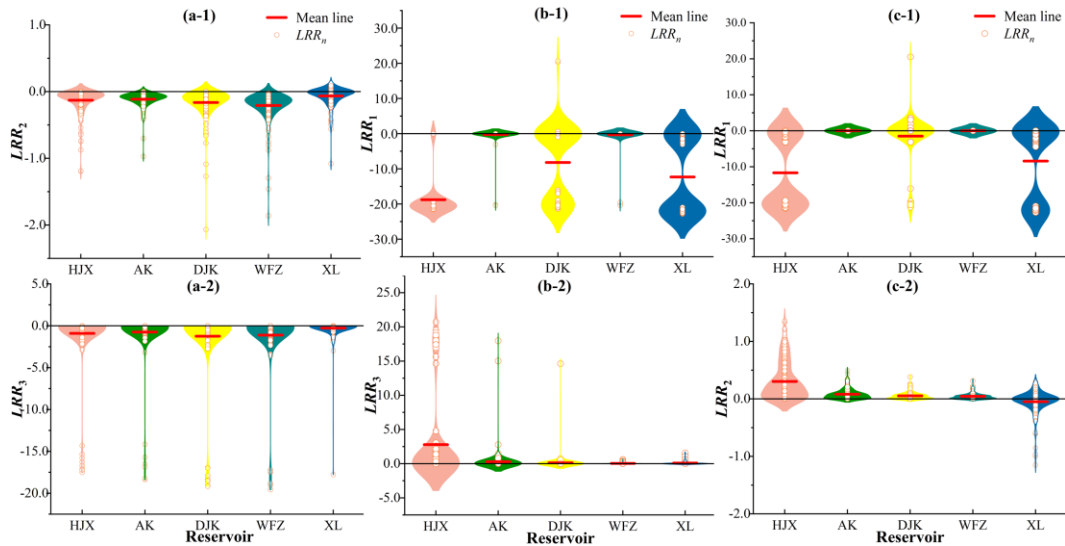 (a-1)
Mean line
LRRₙ
1.0
0.0
-1.0
-2.0
LRR₂
HJX AK DJK WFZ XL
(b-1)
Mean line
LRRₙ
30.0
20.0
10.0
0.0
-10.0
-20.0
-30.0
LRR₁
HJX AK DJK WFZ XL
(c-1)
Mean line
LRRₙ
30.0
20.0
10.0
0.0
-10.0
-20.0
-30.0
LRR₁
HJX AK DJK WFZ XL
(a-2)
5.0
0.0
-5.0
-10.0
-15.0
-20.0
LRR₃
HJX AK DJK WFZ XL
Reservoir
(b-2)
25.0
20.0
15.0
10.0
5.0
0.0
-5.0
LRR₃
HJX AK DJK WFZ XL
Reservoir
(c-2)
2.0
1.0
0.0
-1.0
-2.0
LRR₂
HJX AK DJK WFZ XL
Reservoir